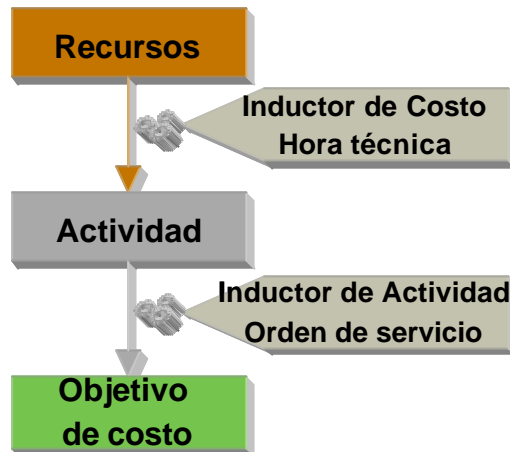 Recursos
Inductor de Costo
Hora técnica
Actividad
Inductor de Actividad
Orden de servicio
Objetivo
de costo